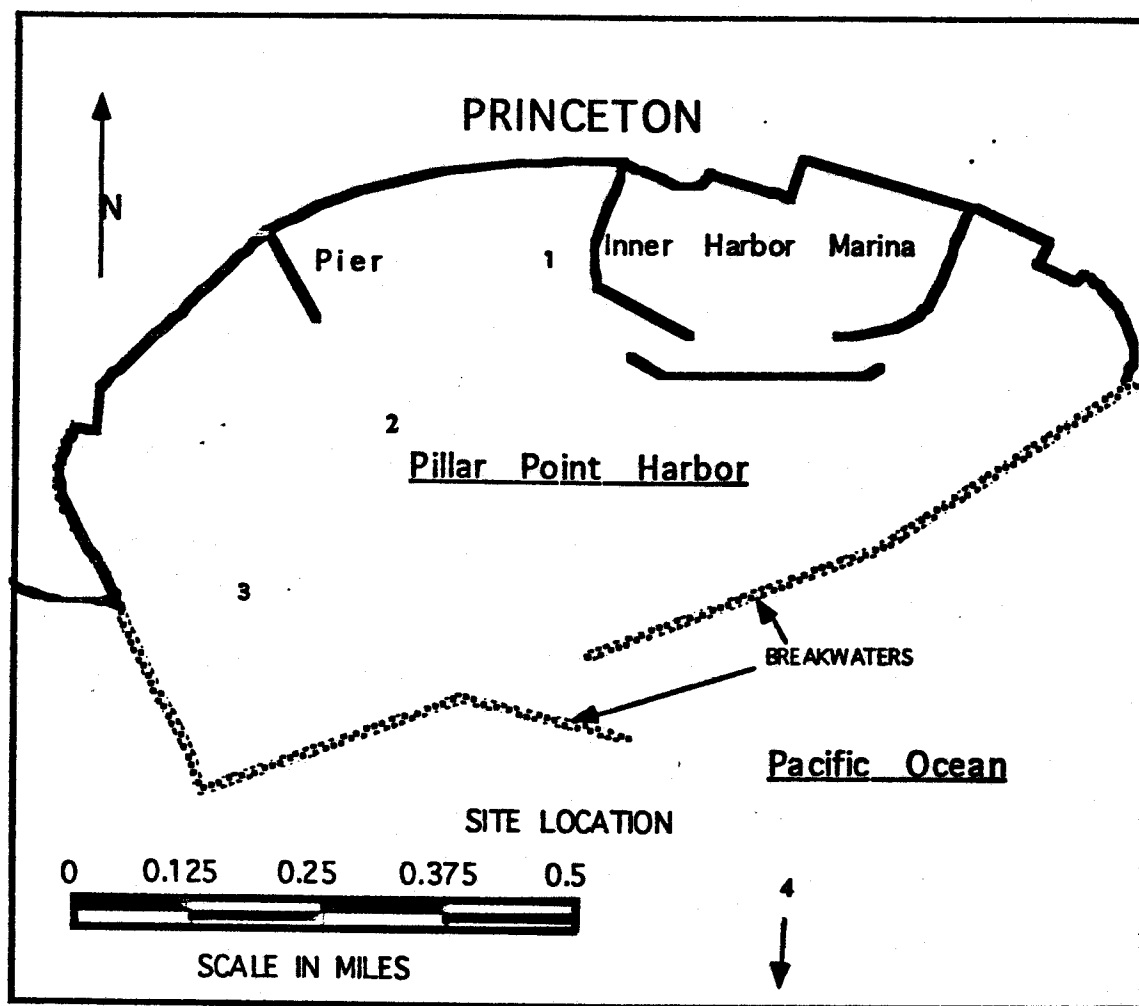 PRINCETON
N
Pier
1
Inner Harbor Marina
2
Pillar Point Harbor
3
BREAKWATERS
Pacific Ocean
SITE LOCATION
0 0.125 0.25 0.375 0.5
4
SCALE IN MILES